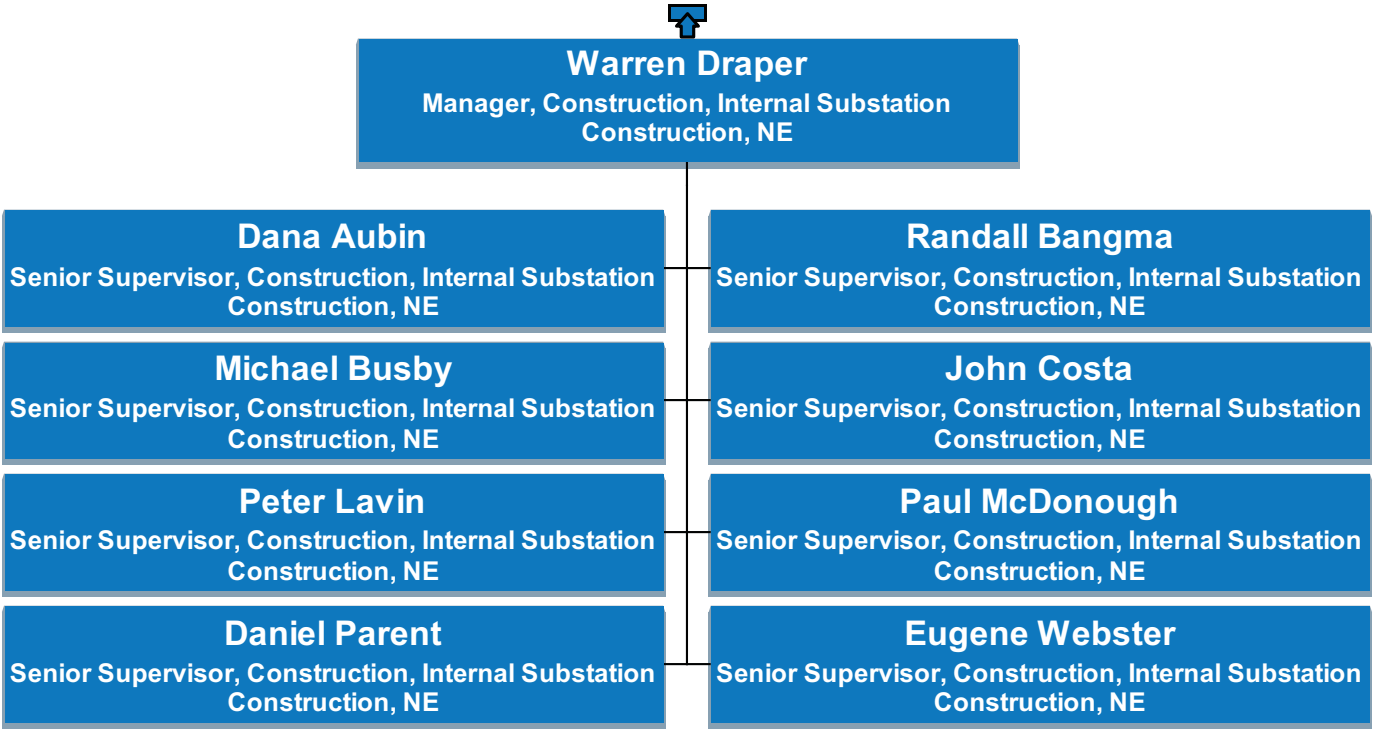 Warren Draper
Manager, Construction, Internal Substation
Construction, NE
Dana Aubin
Senior Supervisor, Construction, Internal Substation
Construction, NE
Randall Bangma
Senior Supervisor, Construction, Internal Substation
Construction, NE
Michael Busby
Senior Supervisor, Construction, Internal Substation
Construction, NE
John Costa
Senior Supervisor, Construction, Internal Substation
Construction, NE
Peter Lavin
Senior Supervisor, Construction, Internal Substation
Construction, NE
Paul McDonough
Senior Supervisor, Construction, Internal Substation
Construction, NE
Daniel Parent
Senior Supervisor, Construction, Internal Substation
Construction, NE
Eugene Webster
Senior Supervisor, Construction, Internal Substation
Construction, NE